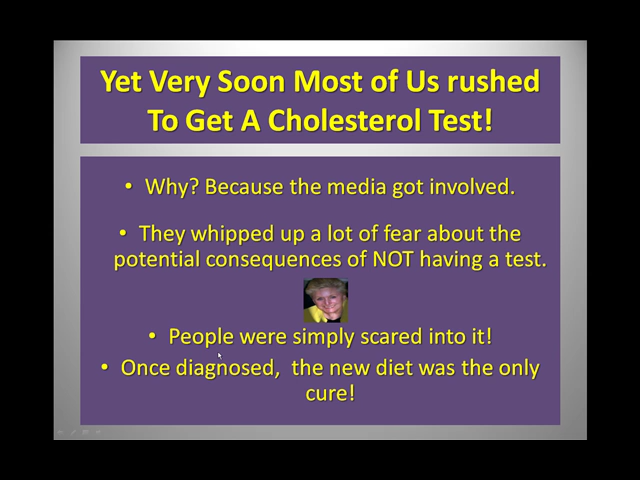 Yet Very Soon Most of Us rushed
To Get A Cholesterol Test!
• Why? Because the media got involved.
• They whipped up a lot of fear about the
potential consequences of NOT having a test.
• People were simply scared into it!
• Once diagnosed, the new diet was the only
cure!